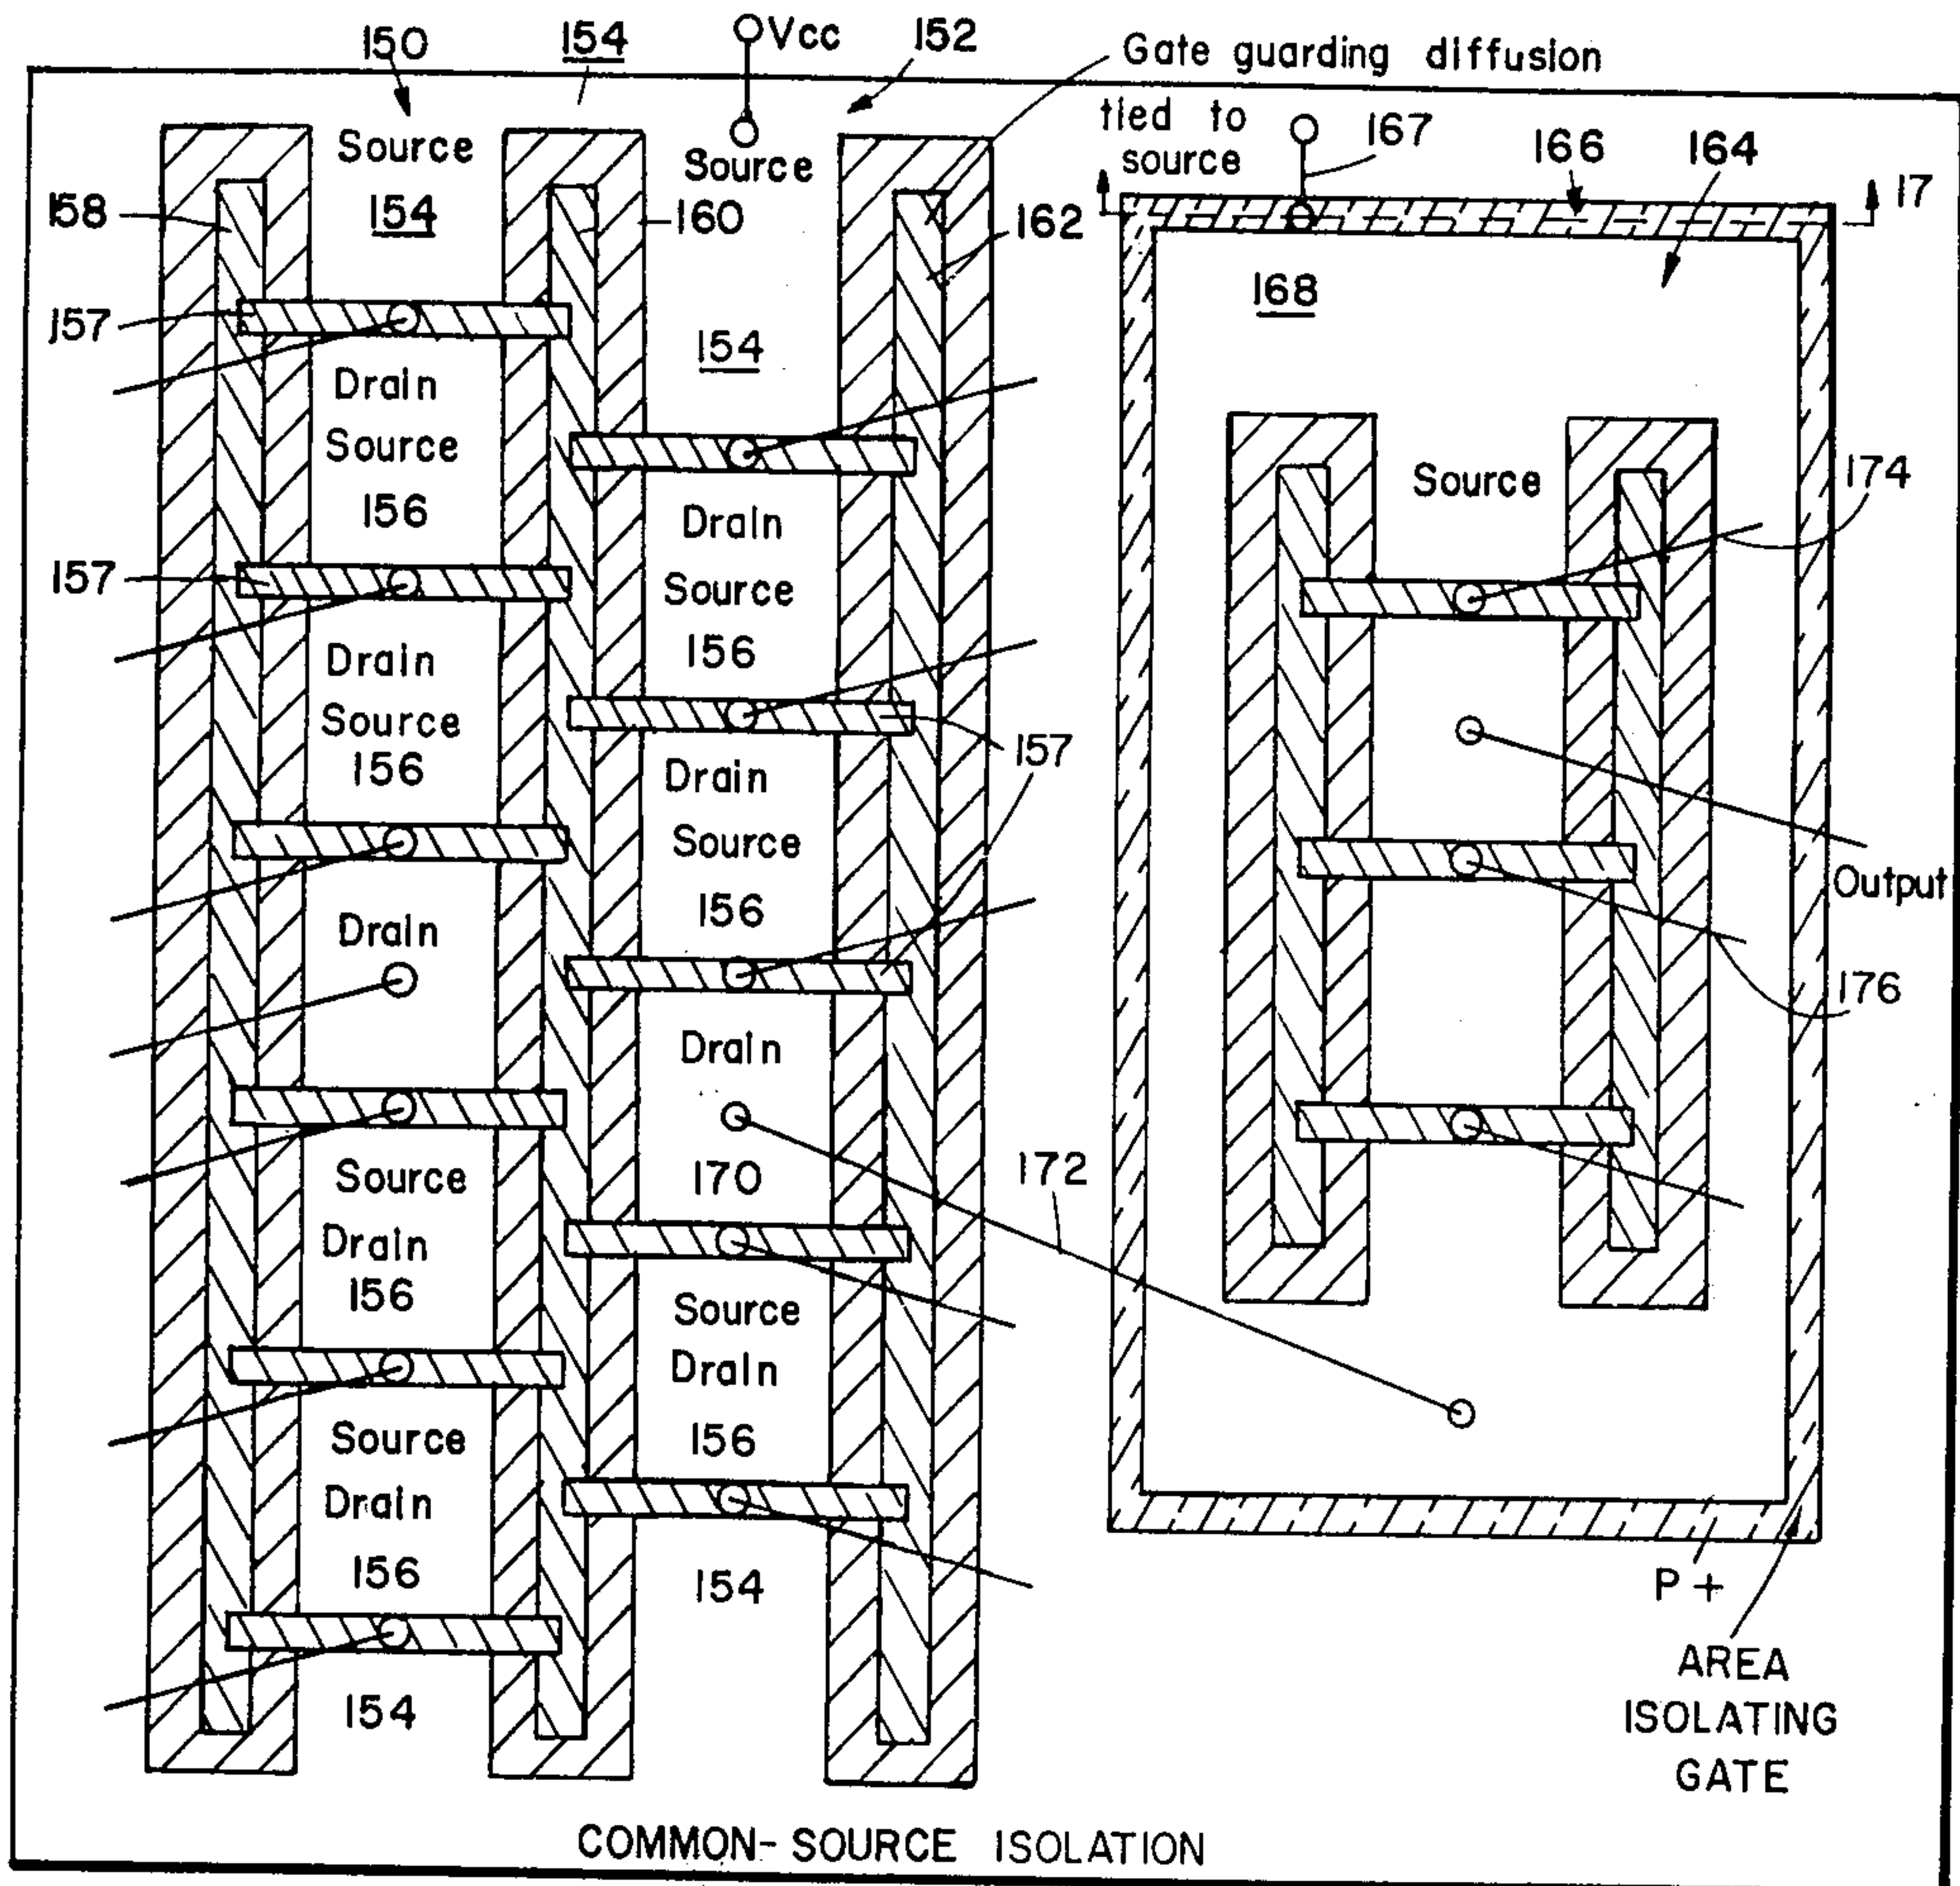 150
154
Vcc
152
Gate guarding diffusion
tied to
source
167
166
164
17
Source
154
Source
158
160
162
168
157
154
Drain
Source
156
Source
174
Drain
Source
156
157
Drain
Source
156
157
Drain
Source
156
Output
Drain
176
Drain
170
172
Source
Drain
156
Source
Drain
156
Source
Drain
156
154
P+
154
AREA
ISOLATING
GATE
COMMON-SOURCE ISOLATION